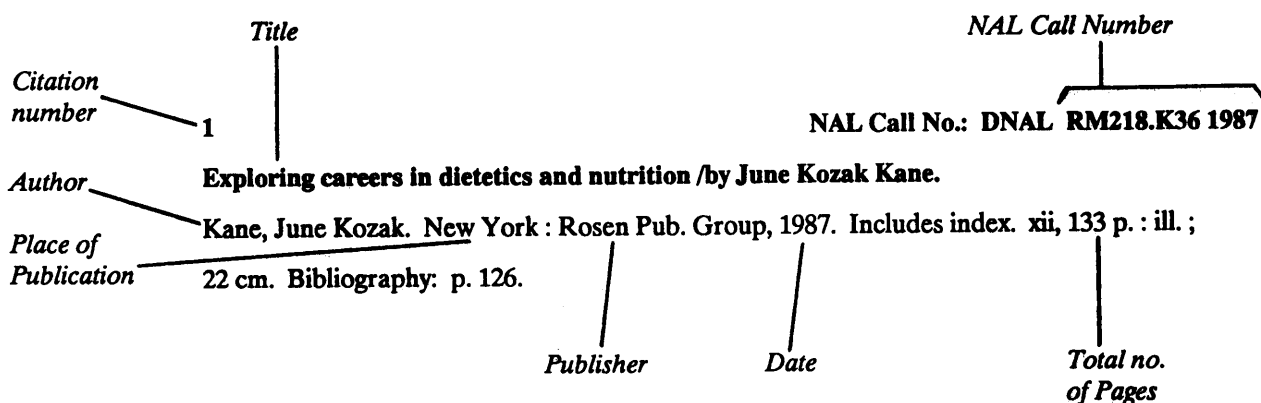 Title
NAL Call Number
Citation
number
1
NAL Call No.: DNAL RM218.K36 1987
Exploring careers in dietetics and nutrition /by June Kozak Kane.
Author
Kane, June Kozak. New York : Rosen Pub. Group, 1987. Includes index. xii, 133 p. : ill. ;
Place of
Publication
22 cm. Bibliography: p. 126.
Publisher
Date
Total no.
of Pages